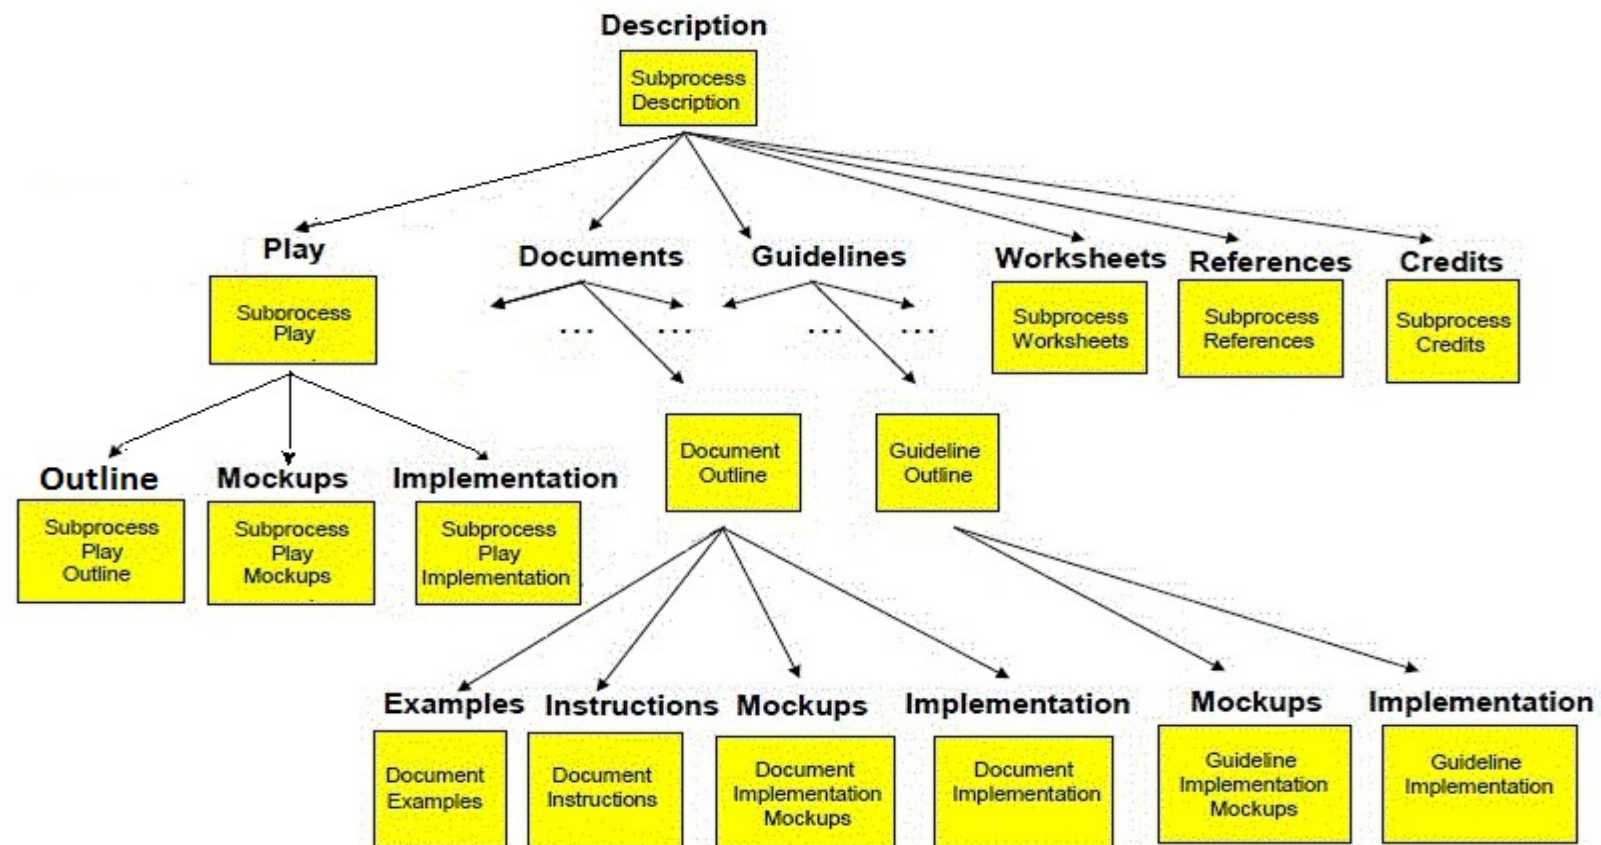 Description
Subprocess
Description
Play
Documents
Guidelines
Worksheets
References
Credits
Subprocess
Play
... ... ... ...
Subprocess
Worksheets
Subprocess
References
Subprocess
Credits
Document
Outline
Guideline
Outline
Outline
Mockups
Implementation
Subprocess
Play
Outline
Subprocess
Play
Mockups
Subprocess
Play
Implementation
Examples
Instructions
Mockups
Implementation
Mockups
Implementation
Document
Examples
Document
Instructions
Document
Implementation
Mockups
Document
Implementation
Guideline
Implementation
Mockups
Guideline
Implementation